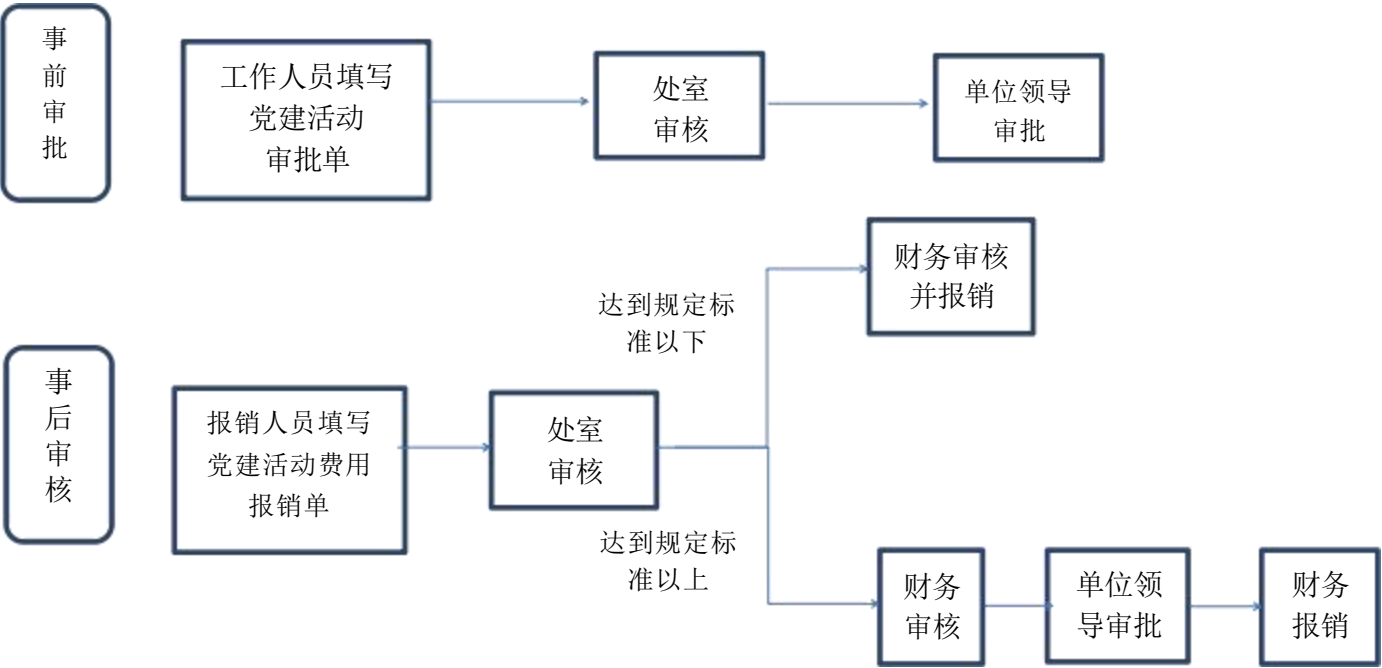 事
前
审
批
工作人员填写
党建活动
审批单
处室
审核
单位领导
审批
财务审核
并报销
达到规定标
准以下
事
后
审
核
报销人员填写
党建活动费用
报销单
处室
审核
达到规定标
准以上
财务
审核
单位领
导审批
财务
报销